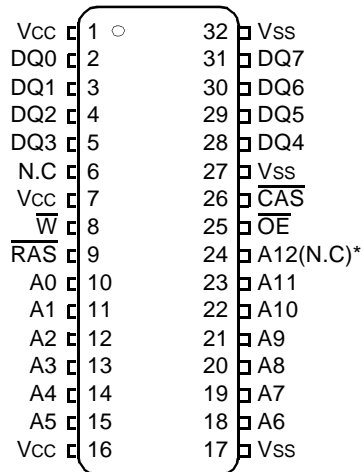 Vcc 1 32 Vss
DQ0 2 31 DQ7
DQ1 3 30 DQ6
DQ2 4 29 DQ5
DQ3 5 28 DQ4
N.C 6 27 Vss
Vcc 7 26 CAS
W 8 25 OE
RAS 9 24 A12(N.C)*
A0 10 23 A11
A1 11 22 A10
A2 12 21 A9
A3 13 20 A8
A4 14 19 A7
A5 15 18 A6
Vcc 16 17 Vss